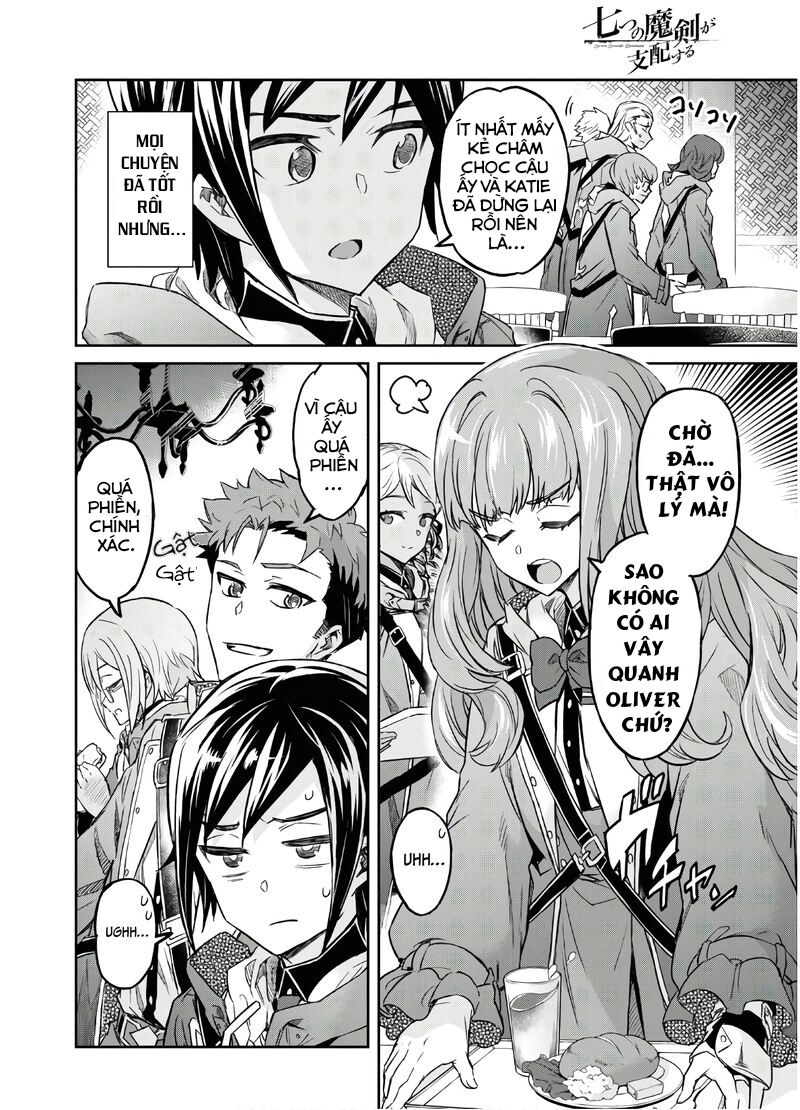 七つの魔剣が
支配する
コソコソ
ÍT NHẤT MẤY
KẺ CHÂM
CHỌC CẬU
ẤY VÀ KATIE
ĐÃ DỪNG LẠI
RỒI NÊN
LÀ...
MỌI
CHUYỆN
ĐÃ TỐT
RỒI
NHƯNG...
CHỜ
ĐÃ...
THẬT VÔ
LÝ MÀ!
SAO
KHÔNG
CÓ AI
VÂY
QUANH
OLIVER
CHỨ?
ガチャン
UHH...
VÌ CẬU
ẤY
QUÁ
PHIỀN
...
QUÁ
PHIỀN,
CHÍNH
XÁC.
Gật
Gật
UGHH...